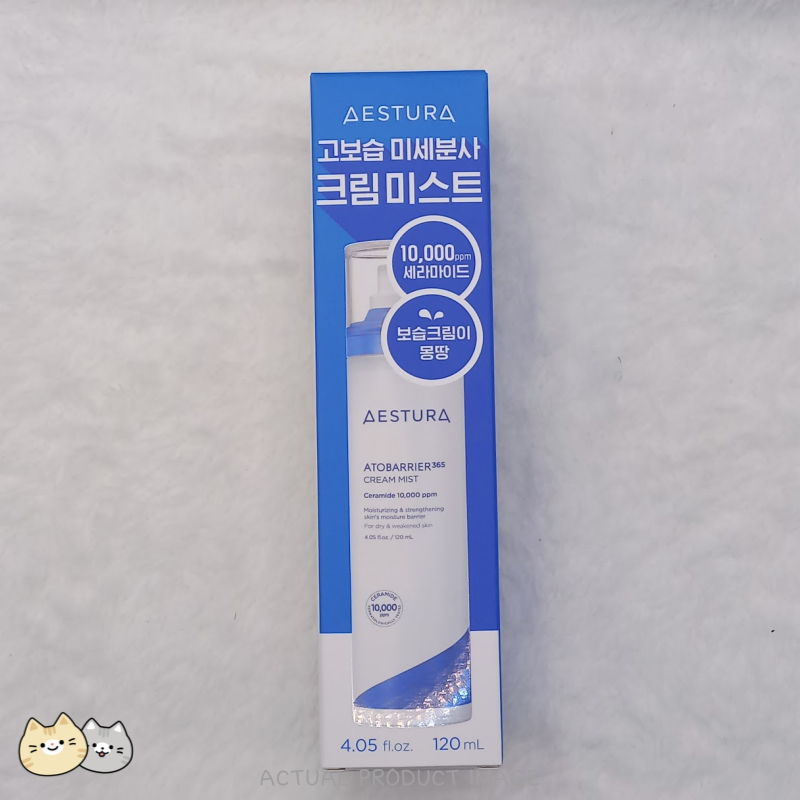 AESTURA
고보습 미세분사
크림미스트
10,000ppm
세라마이드
보습크림이
몽땅
AESTURA
ATOBARRIER365
CREAM MIST
Ceramide 10,000 ppm
Moisturizing & strengthening
skin's moisture barrier
For dry & weakened skin
4.05 fl.oz. / 120 mL
CERAMIDE
10,000
ppm
4.05 fl.oz. 120 mL
ACTUAL PRODUCT